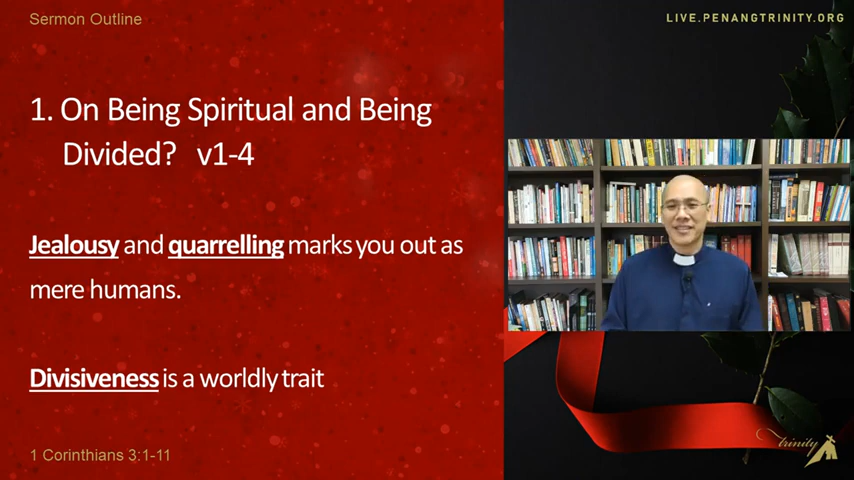 Sermon Outline
LIVE.PENANGTRINITY.ORG
1. On Being Spiritual and Being
Divided? v1-4
Jealousy and quarrelling marks you out as
mere humans.
Divisiveness is a worldly trait
1 Corinthians 3:1-11
trinity